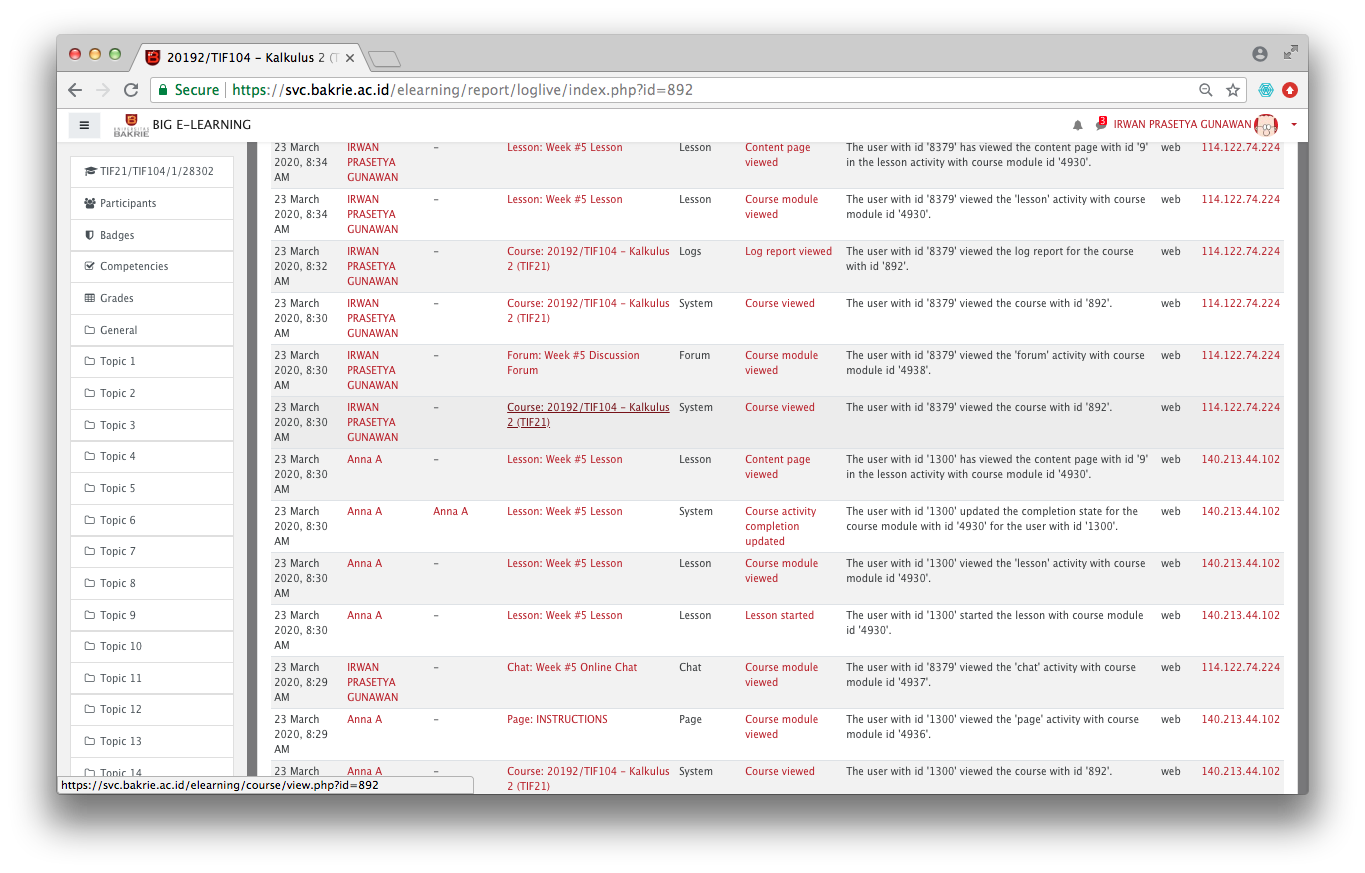 20192/TIF104 – Kalkulus 2 (T
Secure https://svc.bakrie.ac.id/elearning/report/loglive/index.php?id=892
UNIVERSITAS
BAKRIE
BIG E-LEARNING
3
IRWAN PRASETYA GUNAWAN
TIF21/TIF104/1/28302
Participants
Badges
Competencies
Grades
General
Topic 1
Topic 2
Topic 3
Topic 4
Topic 5
Topic 6
Topic 7
Topic 8
Topic 9
Topic 10
Topic 11
Topic 12
Topic 13
Topic 14
23 March IRWAN – Lesson: Week #5 Lesson Lesson Content page The user with id '8379' has viewed the content page with id '9' web 114.122.74.224
2020, 8:34 PRASETYA viewed in the lesson activity with course module id '4930'.
AM GUNAWAN
23 March IRWAN – Lesson: Week #5 Lesson Lesson Course module The user with id '8379' viewed the 'lesson' activity with course web 114.122.74.224
2020, 8:34 PRASETYA viewed module id '4930'.
AM GUNAWAN
23 March IRWAN – Course: 20192/TIF104 – Kalkulus Logs Log report viewed The user with id '8379' viewed the log report for the course web 114.122.74.224
2020, 8:32 PRASETYA 2 (TIF21) with id '892'.
AM GUNAWAN
23 March IRWAN – Course: 20192/TIF104 – Kalkulus System Course viewed The user with id '8379' viewed the course with id '892'. web 114.122.74.224
2020, 8:30 PRASETYA 2 (TIF21)
AM GUNAWAN
23 March IRWAN – Forum: Week #5 Discussion Forum Course module The user with id '8379' viewed the 'forum' activity with course web 114.122.74.224
2020, 8:30 PRASETYA Forum viewed module id '4938'.
AM GUNAWAN
23 March IRWAN – Course: 20192/TIF104 – Kalkulus System Course viewed The user with id '8379' viewed the course with id '892'. web 114.122.74.224
2020, 8:30 PRASETYA 2 (TIF21)
AM GUNAWAN
23 March Anna A – Lesson: Week #5 Lesson Lesson Content page The user with id '1300' has viewed the content page with id '9' web 140.213.44.102
2020, 8:30 viewed in the lesson activity with course module id '4930'.
AM
23 March Anna A Anna A Lesson: Week #5 Lesson System Course activity The user with id '1300' updated the completion state for the web 140.213.44.102
2020, 8:30 completion course module with id '4930' for the user with id '1300'.
AM updated
23 March Anna A – Lesson: Week #5 Lesson Lesson Course module The user with id '1300' viewed the 'lesson' activity with course web 140.213.44.102
2020, 8:30 viewed module id '4930'.
AM
23 March Anna A – Lesson: Week #5 Lesson Lesson Lesson started The user with id '1300' started the lesson with course module web 140.213.44.102
2020, 8:30 id '4930'.
AM
23 March IRWAN – Chat: Week #5 Online Chat Chat Course module The user with id '8379' viewed the 'chat' activity with course web 114.122.74.224
2020, 8:29 PRASETYA viewed module id '4937'.
AM GUNAWAN
23 March Anna A – Page: INSTRUCTIONS Page Course module The user with id '1300' viewed the 'page' activity with course web 140.213.44.102
2020, 8:29 viewed module id '4936'.
AM
23 March Anna A – Course: 20192/TIF104 – Kalkulus System Course viewed The user with id '1300' viewed the course with id '892'. web 140.213.44.102
2 (TIF21)
https://svc.bakrie.ac.id/elearning/course/view.php?id=892